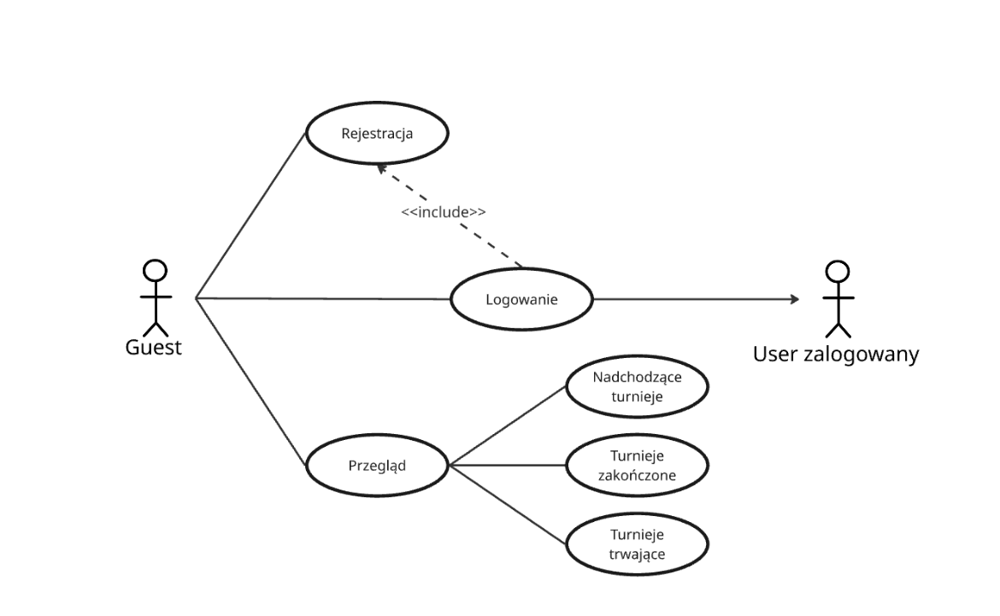 Rejestracja
<<include>>
Guest
Logowanie
User zalogowany
Nadchodzące
turnieje
Przegląd
Turnieje
zakończone
Turnieje
trwające